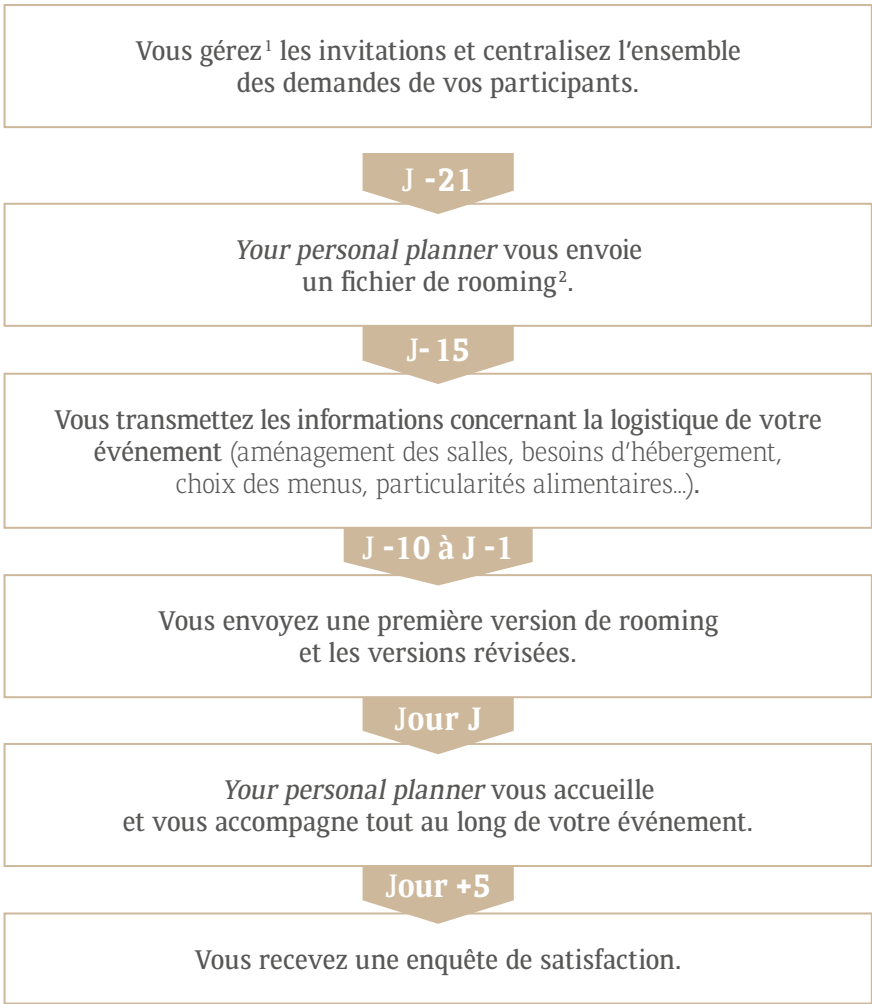 Vous gérez¹ les invitations et centralisez l'ensemble
des demandes de vos participants.
J -21
Your personal planner vous envoie
un fichier de rooming².
J- 15
Vous transmettez les informations concernant la logistique de votre
événement (aménagement des salles, besoins d'hébergement,
choix des menus, particularités alimentaires...).
J -10 à J -1
Vous envoyez une première version de rooming
et les versions révisées.
Jour J
Your personal planner vous accueille
et vous accompagne tout au long de votre événement.
Jour +5
Vous recevez une enquête de satisfaction.